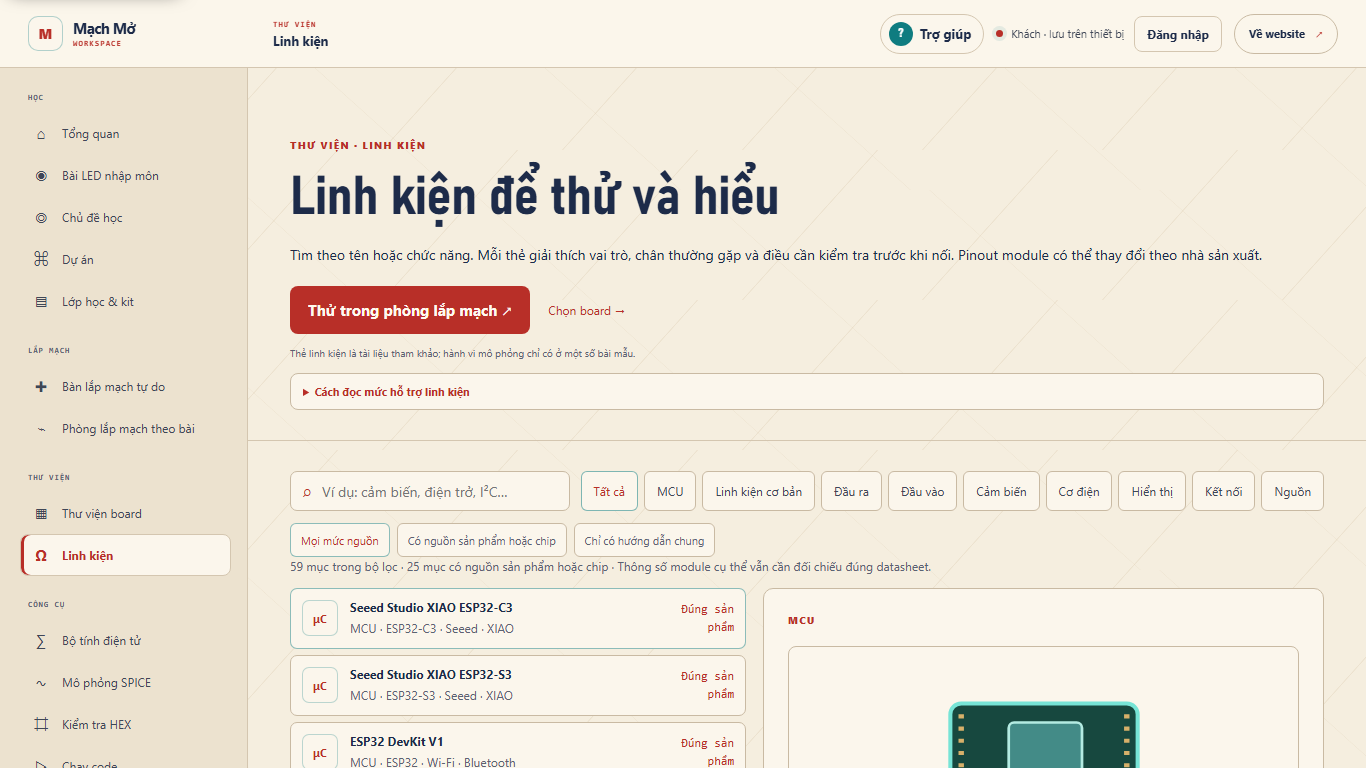 M
Mạch Mở
WORKSPACE
THƯ VIỆN
Linh kiện
? Trợ giúp
Khách · lưu trên thiết bị
Đăng nhập
Về website ↗
HỌC
Tổng quan
Bài LED nhập môn
Chủ đề học
Dự án
Lớp học & kit
LẮP MẠCH
Bàn lắp mạch tự do
Phòng lắp mạch theo bài
THƯ VIỆN
Thư viện board
Ω Linh kiện
CÔNG CỤ
∑ Bộ tính điện tử
∿ Mô phỏng SPICE
Kiểm tra HEX
Chạy code
THƯ VIỆN · LINH KIỆN
Linh kiện để thử và hiểu
Tìm theo tên hoặc chức năng. Mỗi thẻ giải thích vai trò, chân thường gặp và điều cần kiểm tra trước khi nối. Pinout module có thể thay đổi theo nhà sản xuất.
Thử trong phòng lắp mạch ↗
Chọn board →
Thẻ linh kiện là tài liệu tham khảo; hành vi mô phỏng chỉ có ở một số bài mẫu.
Cách đọc mức hỗ trợ linh kiện
Ví dụ: cảm biến, điện trở, I²C...
Tất cả
MCU
Linh kiện cơ bản
Đầu ra
Đầu vào
Cảm biến
Cơ điện
Hiển thị
Kết nối
Nguồn
Mọi mức nguồn
Có nguồn sản phẩm hoặc chip
Chỉ có hướng dẫn chung
59 mục trong bộ lọc · 25 mục có nguồn sản phẩm hoặc chip · Thông số module cụ thể vẫn cần đối chiếu đúng datasheet.
µC
Seeed Studio XIAO ESP32-C3
MCU · ESP32-C3 · Seeed · XIAO
Đúng sản
phẩm
µC
Seeed Studio XIAO ESP32-S3
MCU · ESP32-S3 · Seeed · XIAO
Đúng sản
phẩm
µC
ESP32 DevKit V1
MCU · ESP32 · Wi-Fi · Bluetooth
Đúng sản
phẩm
MCU